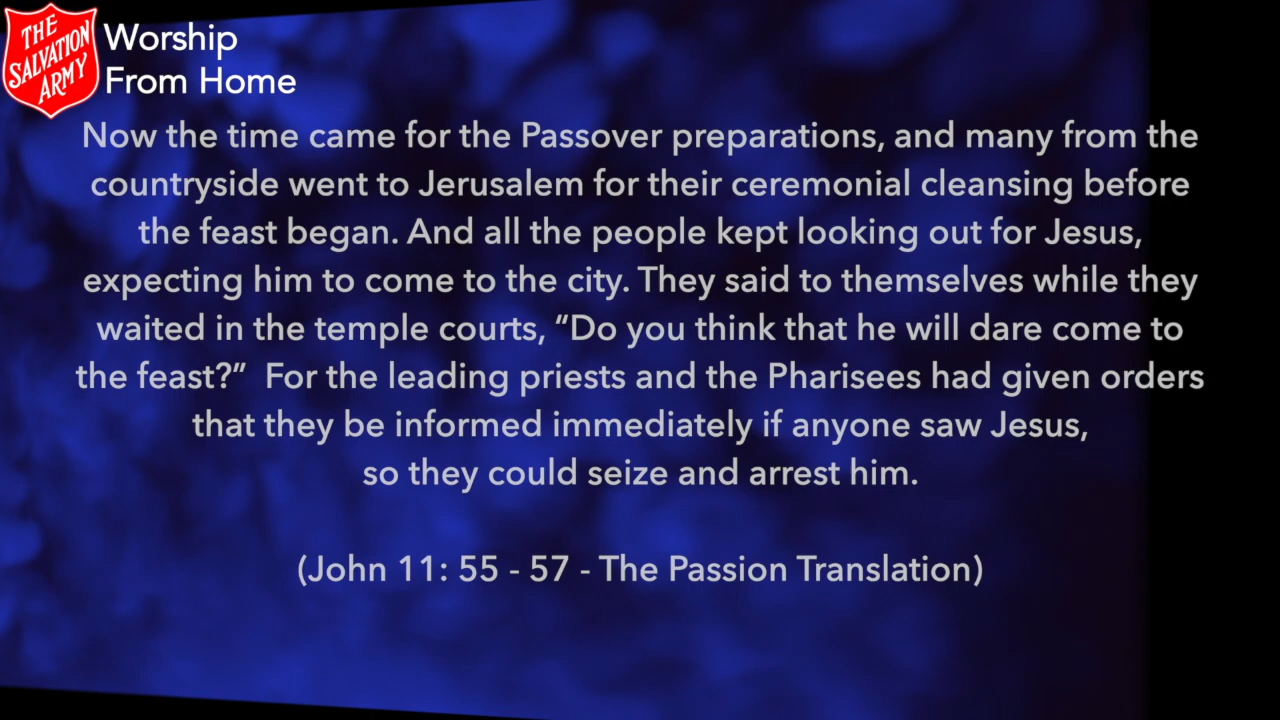 THE
SALVATION
ARMY
Worship
From Home
Now the time came for the Passover preparations, and many from the
countryside went to Jerusalem for their ceremonial cleansing before
the feast began. And all the people kept looking out for Jesus,
expecting him to come to the city. They said to themselves while they
waited in the temple courts, “Do you think that he will dare come to
the feast?”  For the leading priests and the Pharisees had given orders
that they be informed immediately if anyone saw Jesus,
so they could seize and arrest him.
(John 11: 55 - 57 - The Passion Translation)